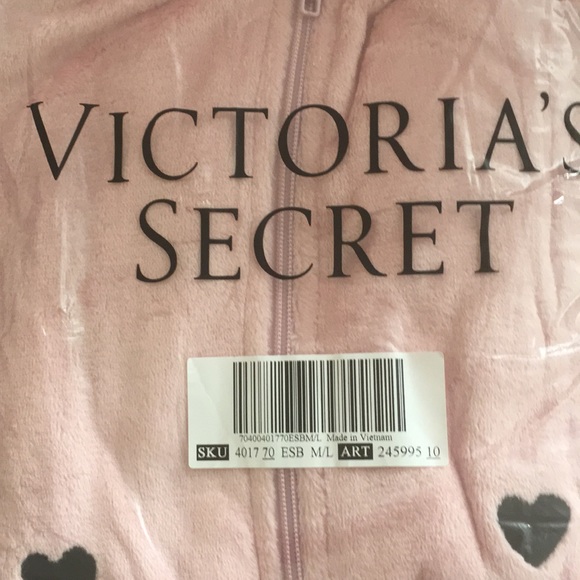 VICTORIA'S
SECRET
70400401770ESBM/L Made in Vietnam
SKU 4017 70 ESB M/L ART 245995 10